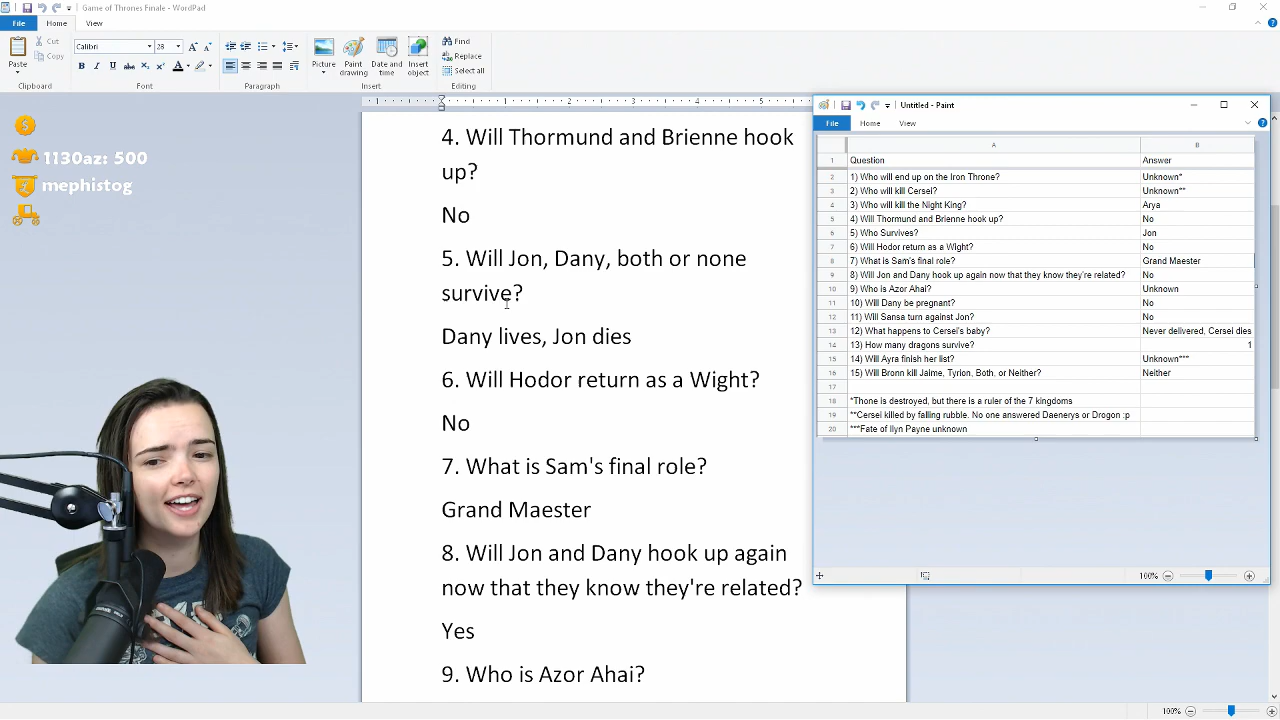 Game of Thrones Finale - WordPad
File
Home
View
Paste
Cut
Copy
Clipboard
Calibri
28
Font
Paragraph
Picture
Paint drawing
Date and time
Insert object
Insert
Find
Replace
Select all
Editing
1130az: 500
mephistog
1
1
2
3
4
5
4. Will Thormund and Brienne hook
up?
No
5. Will Jon, Dany, both or none
survive?
Dany lives, Jon dies
6. Will Hodor return as a Wight?
No
7. What is Sam's final role?
Grand Maester
8. Will Jon and Dany hook up again
now that they know they're related?
Yes
9. Who is Azor Ahai?
Untitled - Paint
File
Home
View
A B
1 Question Answer
2 1) Who will end up on the Iron Throne? Unknown*
3 2) Who will kill Cersei? Unknown**
4 3) Who will kill the Night King? Arya
5 4) Will Thormund and Brienne hook up? No
6 5) Who Survives? Jon
7 6) Will Hodor return as a Wight? No
8 7) What is Sam's final role? Grand Maester
9 8) Will Jon and Dany hook up again now that they know they're related? No
10 9) Who is Azor Ahai? Unknown
11 10) Will Dany be pregnant? No
12 11) Will Sansa turn against Jon? No
13 12) What happens to Cersei's baby? Never delivered, Cersei dies
14 13) How many dragons survive? 1
15 14) Will Ayra finish her list? Unknown***
16 15) Will Bronn kill Jaime, Tyrion, Both, or Neither? Neither
17
18 *Thone is destroyed, but there is a ruler of the 7 kingdoms
19 **Cersei killed by falling rubble. No one answered Daenerys or Drogon :p
20 ***Fate of Ilyn Payne unknown
100%
100%